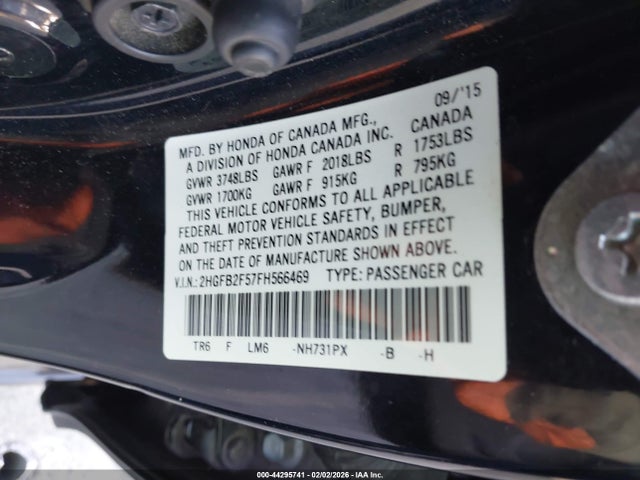 09/'15
MFD. BY HONDA OF CANADA MFG.,
A DIVISION OF HONDA CANADA INC. CANADA
GVWR 3748LBS GAWR F 2018LBS R 1753LBS
GVWR 1700KG GAWR F 915KG R 795KG
THIS VEHICLE CONFORMS TO ALL APPLICABLE
FEDERAL MOTOR VEHICLE SAFETY, BUMPER,
AND THEFT PREVENTION STANDARDS IN EFFECT
ON THE DATE OF MANUFACTURE SHOWN ABOVE.
V.I.N.: 2HGFB2F57FH566469 TYPE: PASSENGER CAR
TR6 F LM6 -NH731PX -B -H
000-44295741 - 02/02/2026 - IAA Inc.